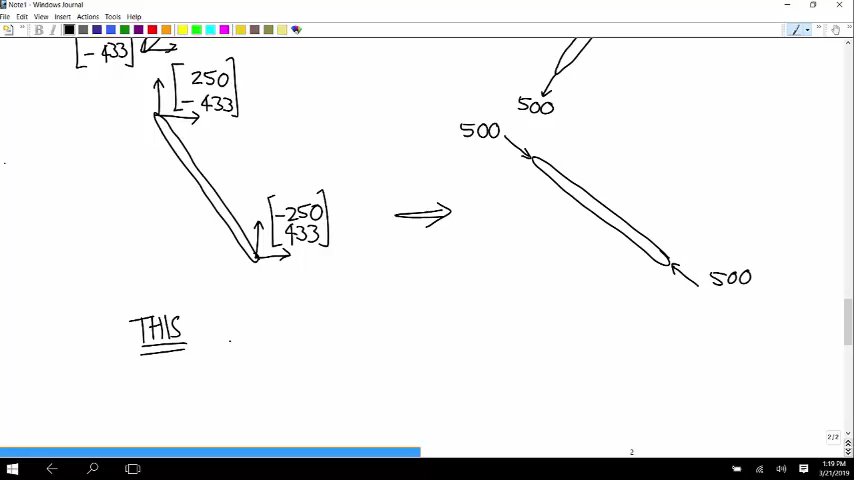 Note1 - Windows Journal
File Edit View Insert Actions Tools Help
B I
- 433
250
- 433
500
500
-250
433
500
THIS
2/2
2
1:19 PM
3/21/2019